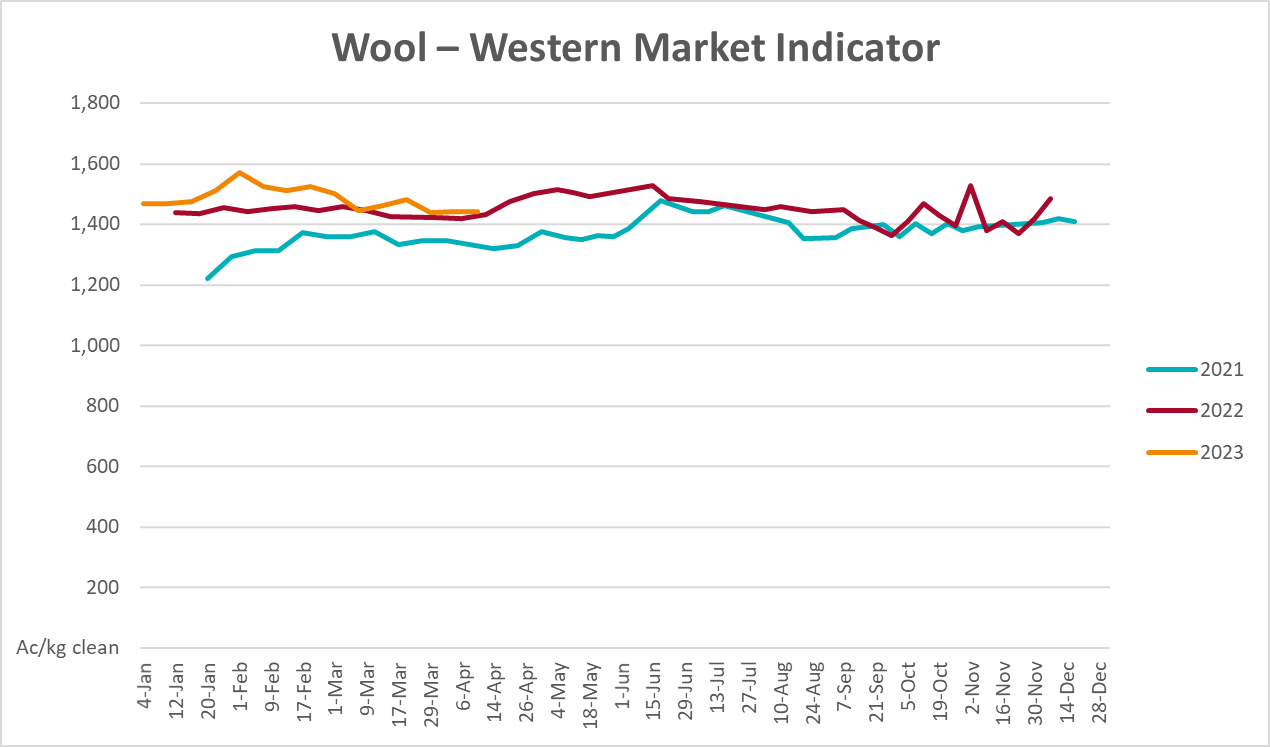 Wool – Western Market Indicator
1,800
1,600
1,400
1,200
1,000
800
600
400
200
Ac/kg clean
4-Jan
12-Jan
20-Jan
1-Feb
9-Feb
17-Feb
1-Mar
9-Mar
17-Mar
29-Mar
6-Apr
14-Apr
26-Apr
4-May
18-May
1-Jun
15-Jun
29-Jun
13-Jul
27-Jul
10-Aug
24-Aug
7-Sep
21-Sep
5-Oct
19-Oct
2-Nov
16-Nov
30-Nov
14-Dec
28-Dec
2021
2022
2023